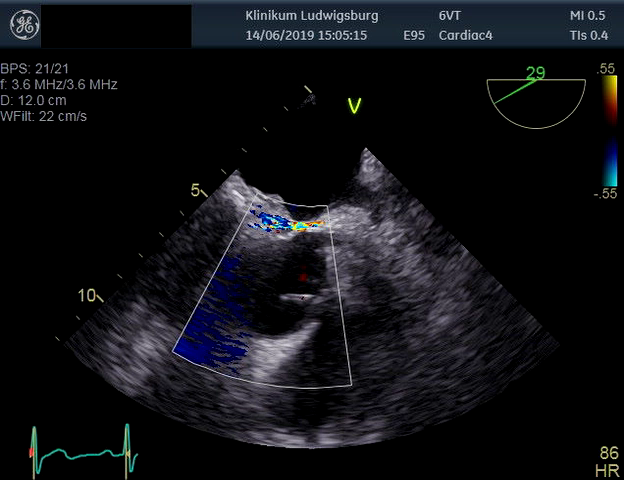 Klinikum Ludwigsburg 6VT MI 0.5
14/06/2019 15:05:15 E95 Cardiac4 TIs 0.4
BPS: 21/21
f: 3.6 MHz/3.6 MHz
D: 12.0 cm
WFilt: 22 cm/s
V
29
.55
-.55
5
10
86
HR